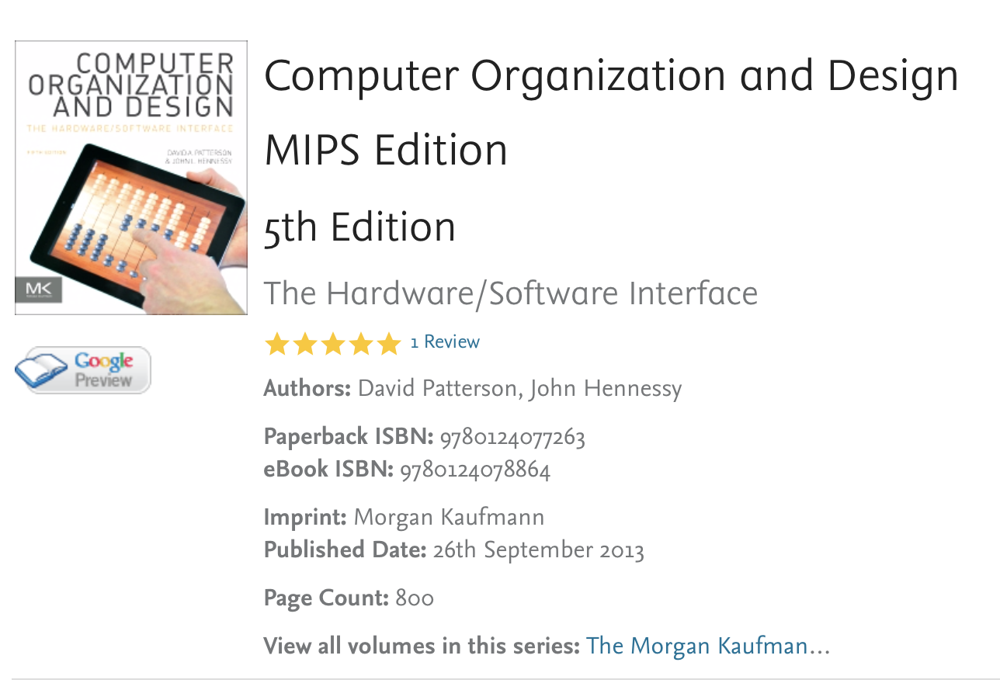 COMPUTER
ORGANIZATION
AND DESIGN
THE HARDWARE/SOFTWARE INTERFACE
FIFTH EDITION
DAVID A. PATTERSON
& JOHN L. HENNESSY
MK
Google
Preview
Computer Organization and Design
MIPS Edition
5th Edition
The Hardware/Software Interface
1 Review
Authors: David Patterson, John Hennessy
Paperback ISBN: 9780124077263
eBook ISBN: 9780124078864
Imprint: Morgan Kaufmann
Published Date: 26th September 2013
Page Count: 800
View all volumes in this series: The Morgan Kaufman...